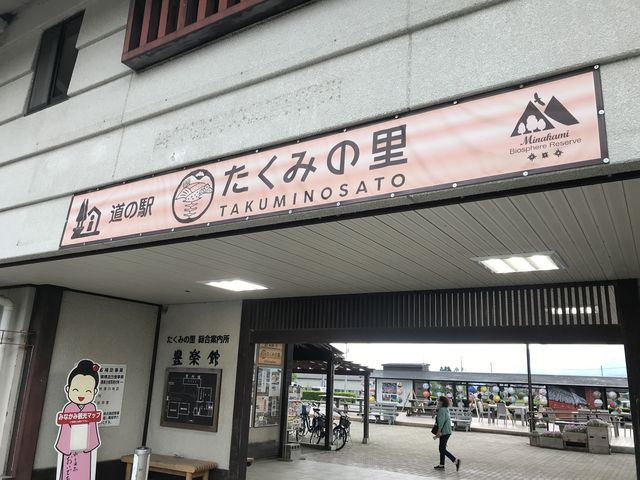 道の駅
たくみの里
TAKUMINOSATO
Minakami
Biosphere Reserve
たくみの里 総合案内所
豊楽館
みなかみ観光マップ